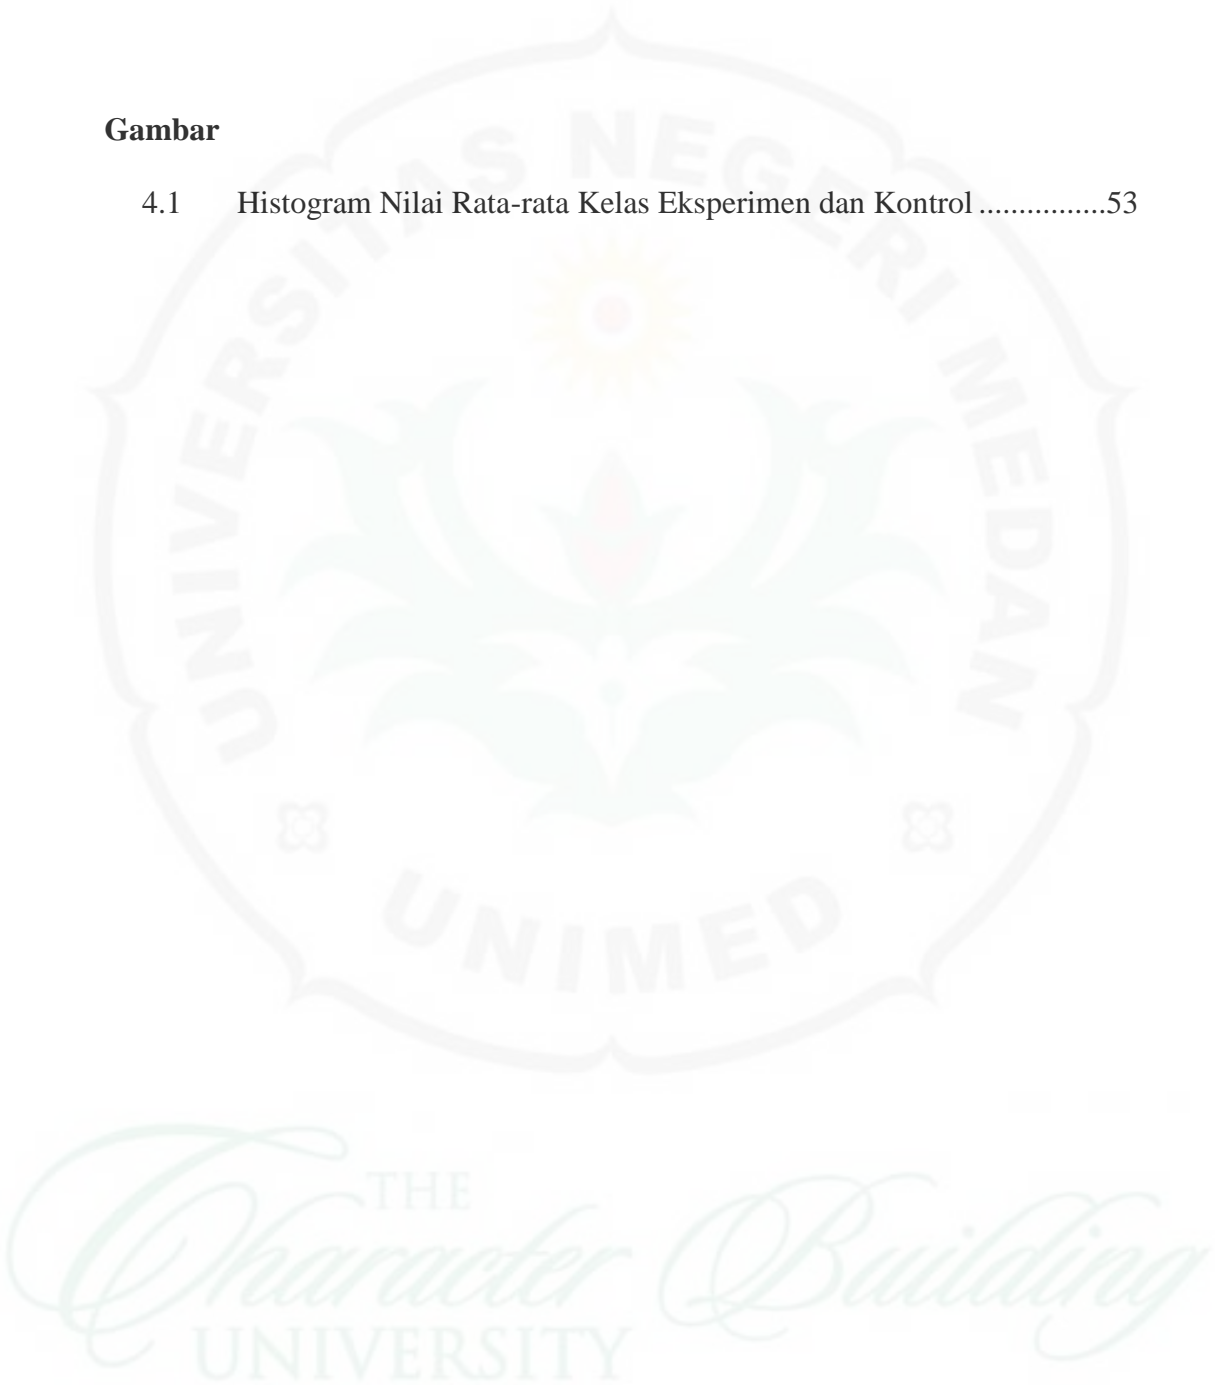 Gambar
4.1 Histogram Nilai Rata-rata Kelas Eksperimen dan Kontrol ................53
UNIVERSITAS NEGERI MEDAN
UNIMED
THE
Character Building
UNIVERSITY